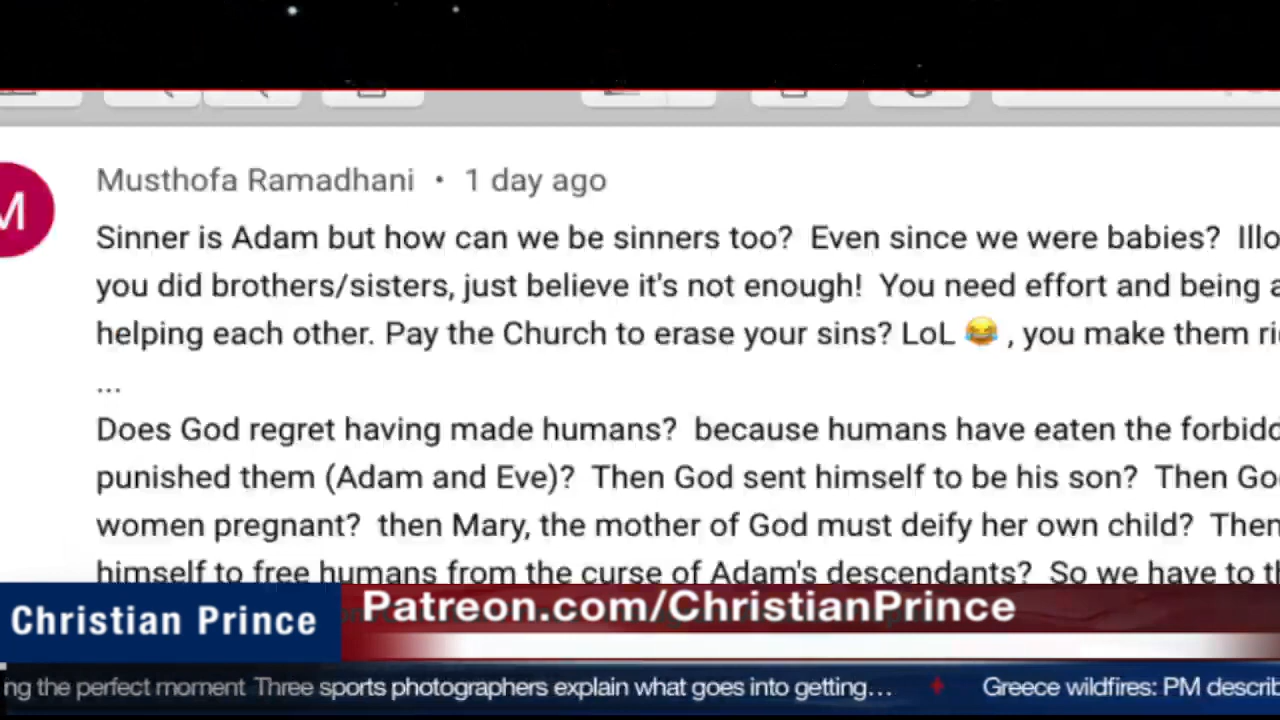 M
Musthofa Ramadhani • 1 day ago
Sinner is Adam but how can we be sinners too? Even since we were babies?
you did brothers/sisters, just believe it's not enough! You need effort and being
helping each other. Pay the Church to erase your sins? LoL 😂 , you make them
...
Does God regret having made humans? because humans have eaten the
punished them (Adam and Eve)? Then God sent himself to be his son? Then
women pregnant? then Mary, the mother of God must deify her own child? Then
himself to free humans from the curse of Adam's descendants? So we have to
Christian Prince
Patreon.com/ChristianPrince
ng the perfect moment Three sports photographers explain what goes into getting... Greece wildfires: PM